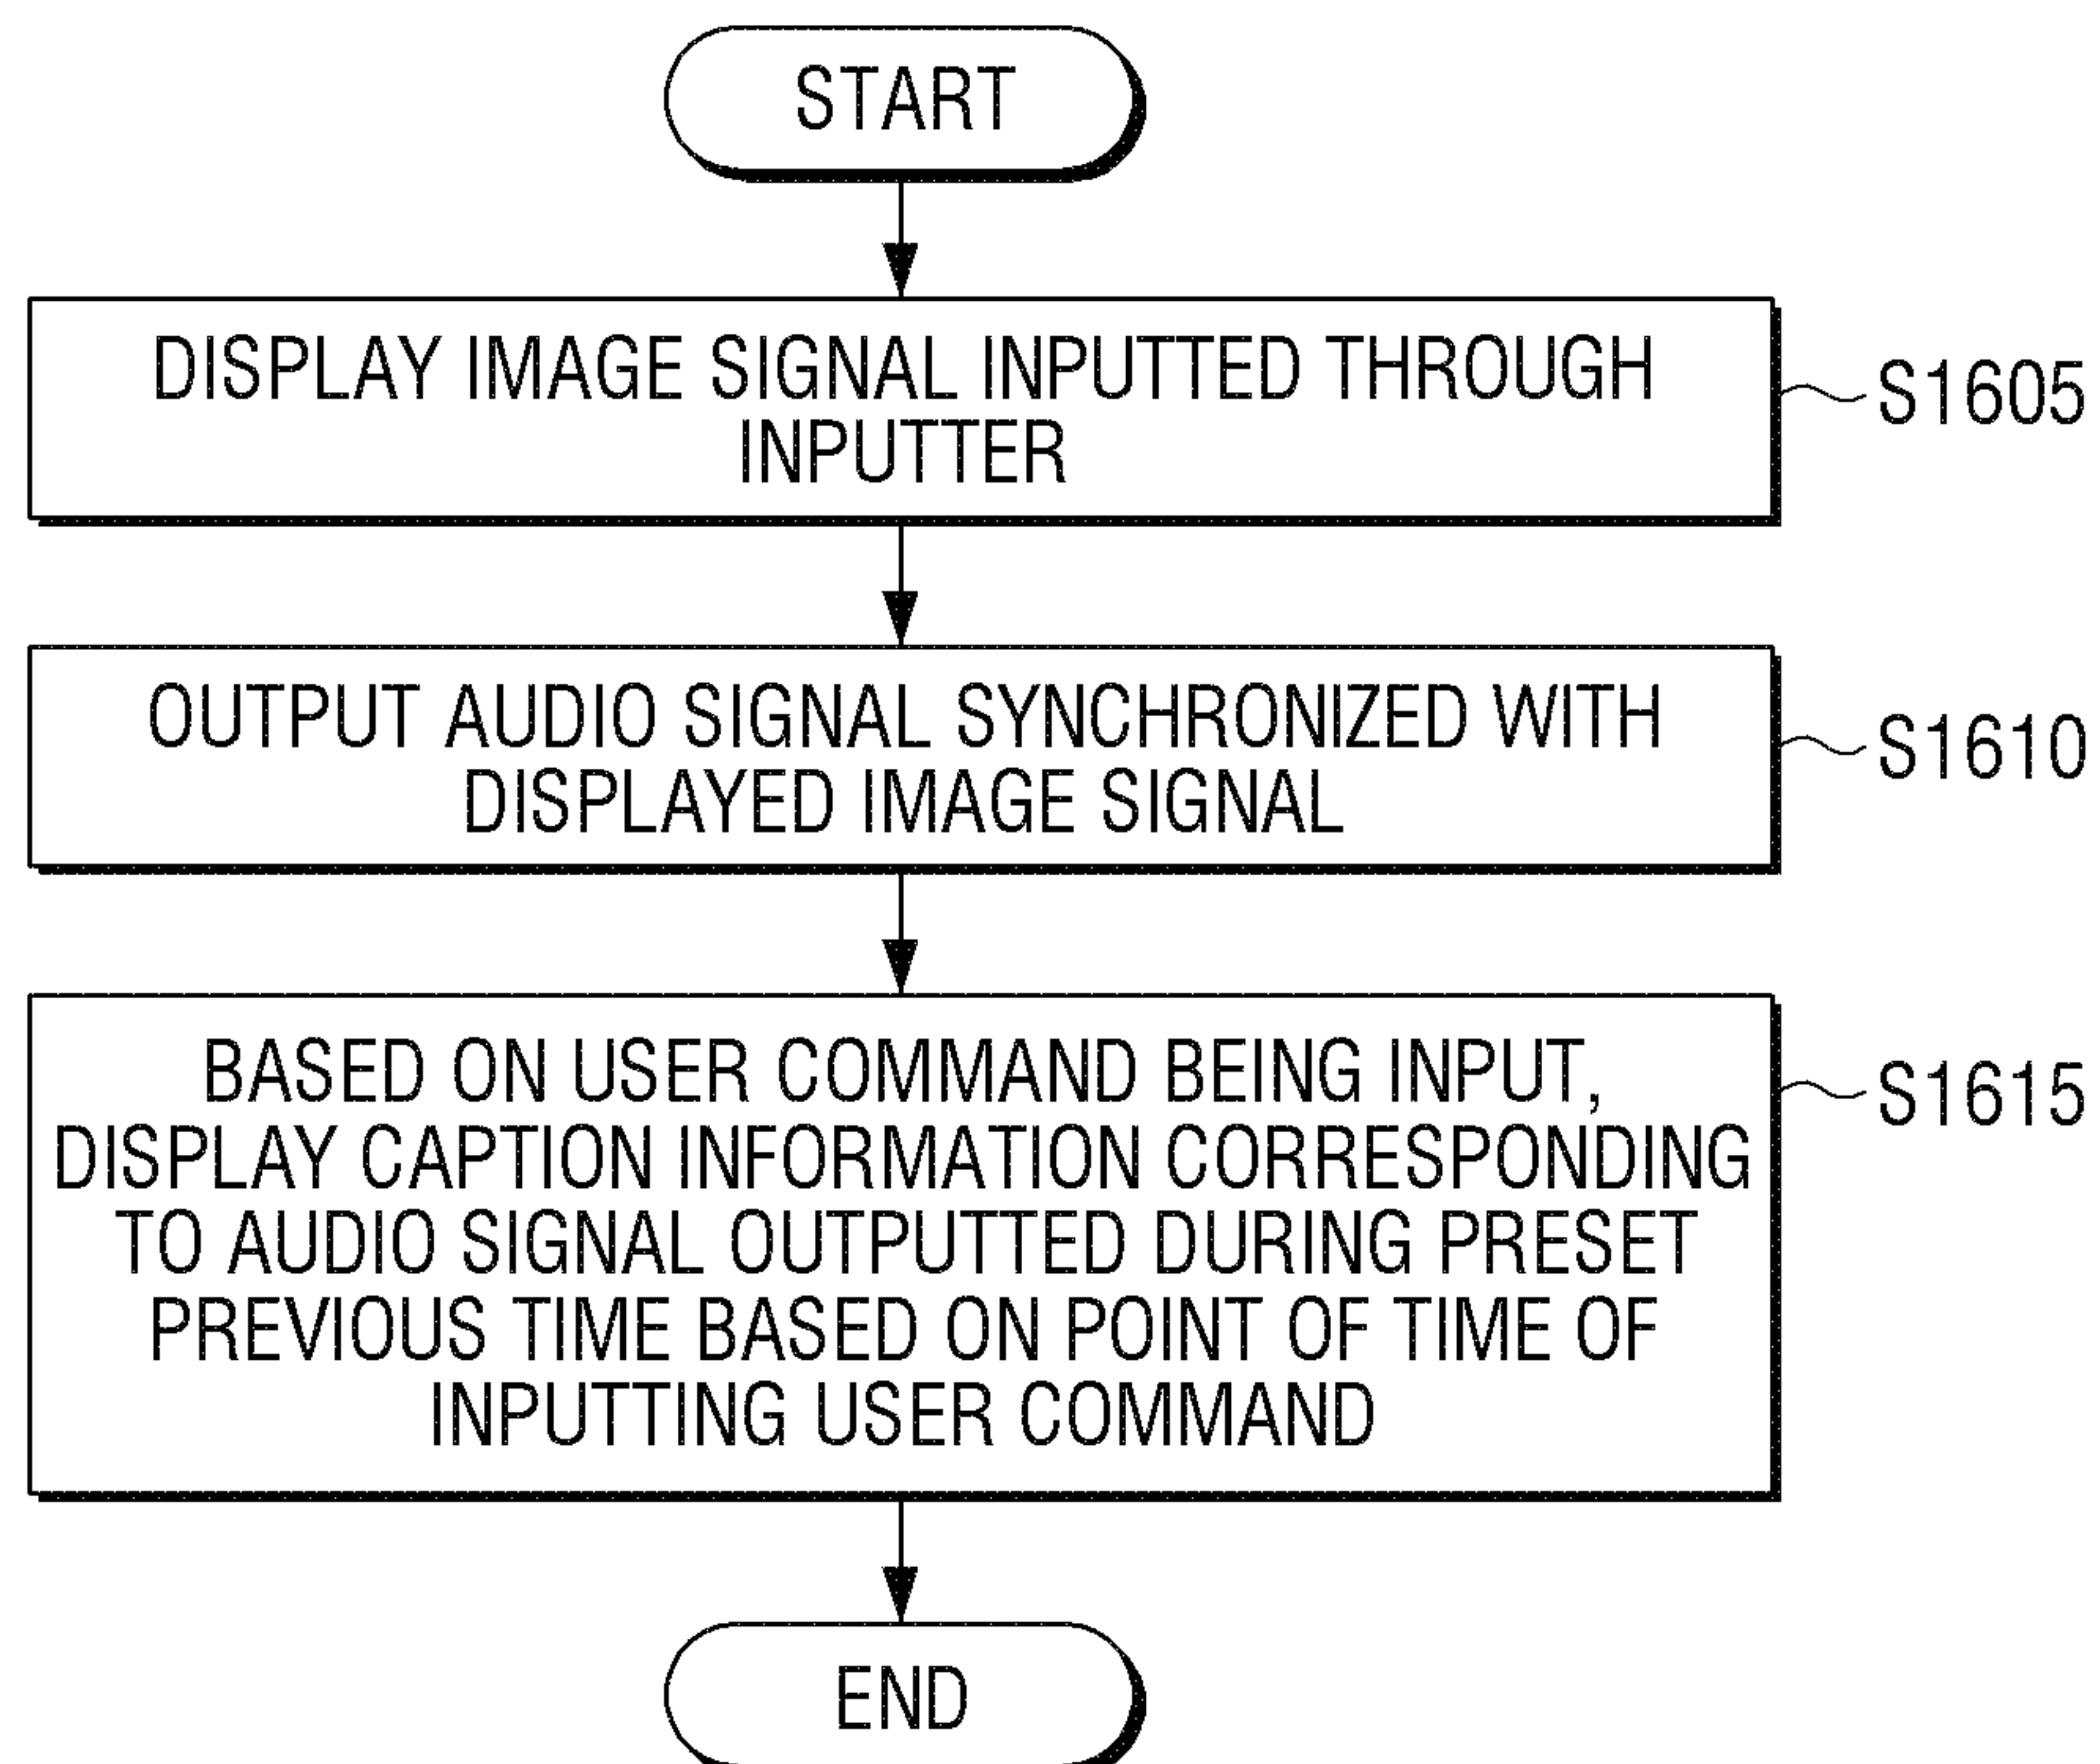 START
DISPLAY IMAGE SIGNAL INPUTTED THROUGH
INPUTTER
S1605
OUTPUT AUDIO SIGNAL SYNCHRONIZED WITH
DISPLAYED IMAGE SIGNAL
S1610
BASED ON USER COMMAND BEING INPUT,
DISPLAY CAPTION INFORMATION CORRESPONDING
TO AUDIO SIGNAL OUTPUTTED DURING PRESET
PREVIOUS TIME BASED ON POINT OF TIME OF
INPUTTING USER COMMAND
S1615
END